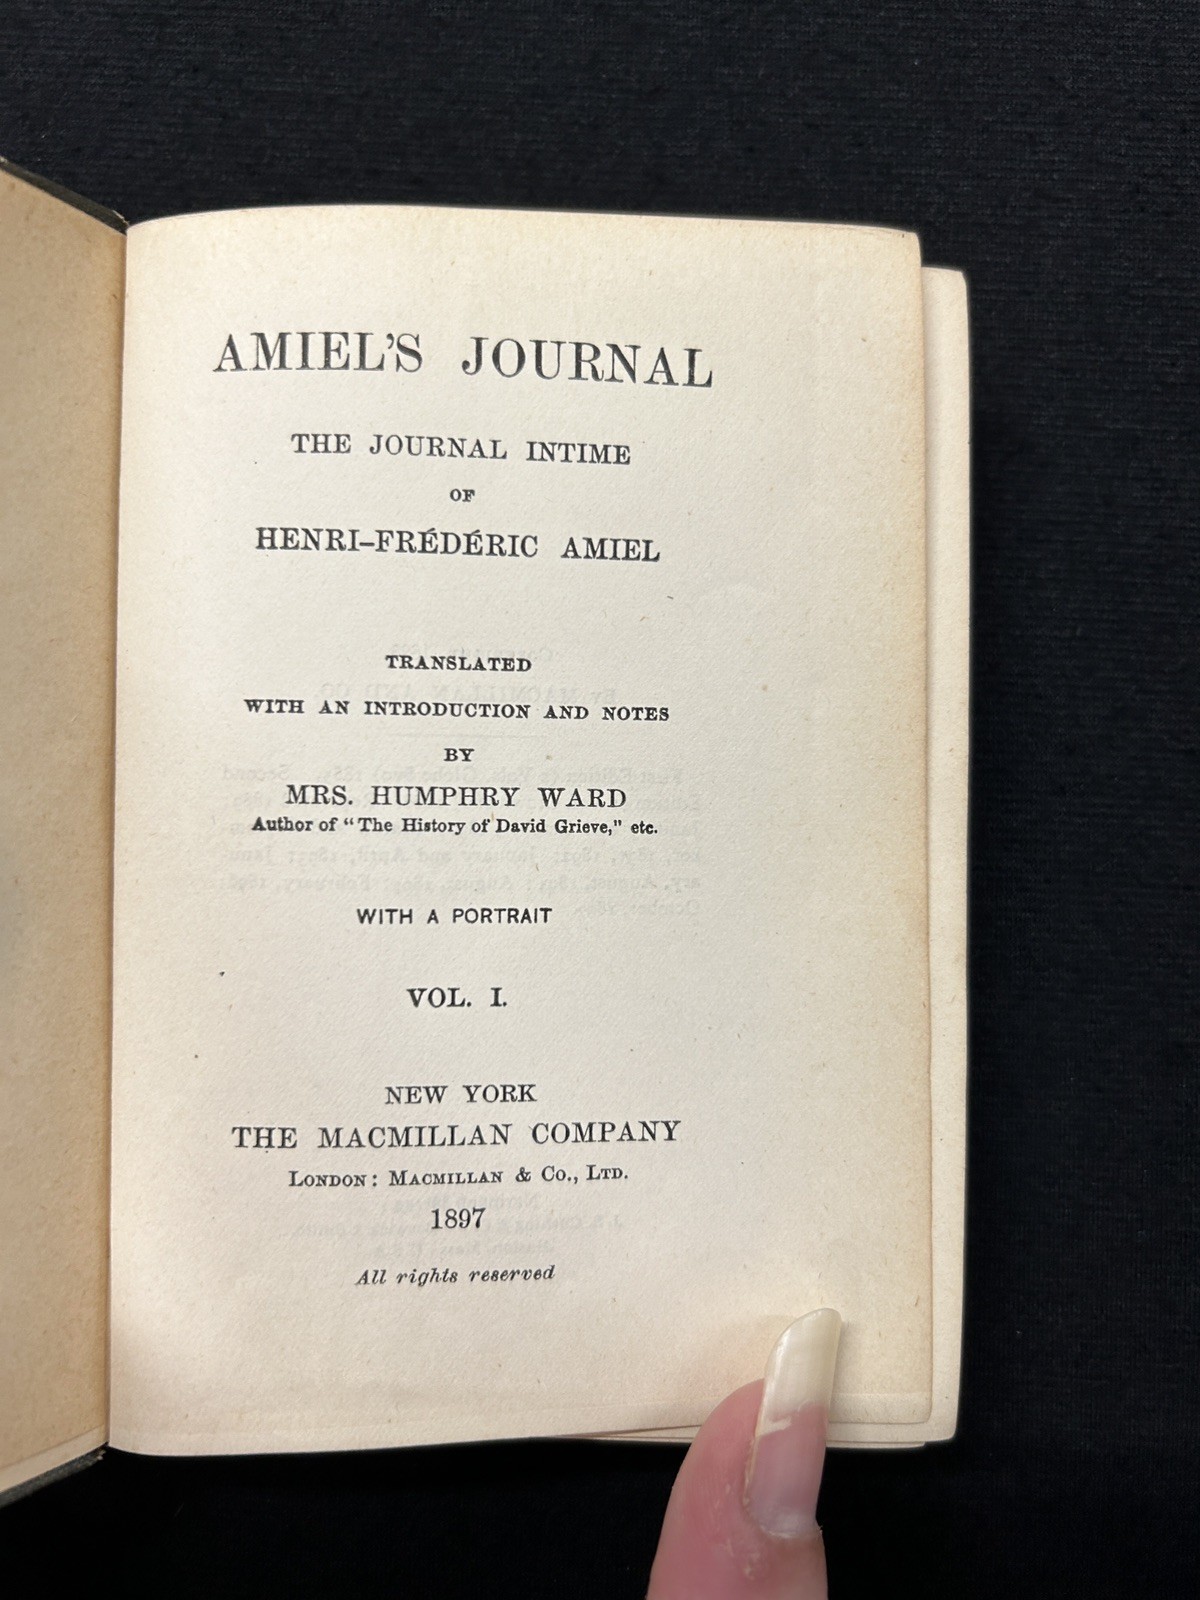 AMIEL'S JOURNAL
THE JOURNAL INTIME
OF
HENRI-FRÉDÉRIC AMIEL
TRANSLATED
WITH AN INTRODUCTION AND NOTES
BY
MRS. HUMPHRY WARD
Author of "The History of David Grieve," etc.
WITH A PORTRAIT
VOL. I.
NEW YORK
THE MACMILLAN COMPANY
LONDON: MACMILLAN & CO., LTD.
1897
All rights reserved